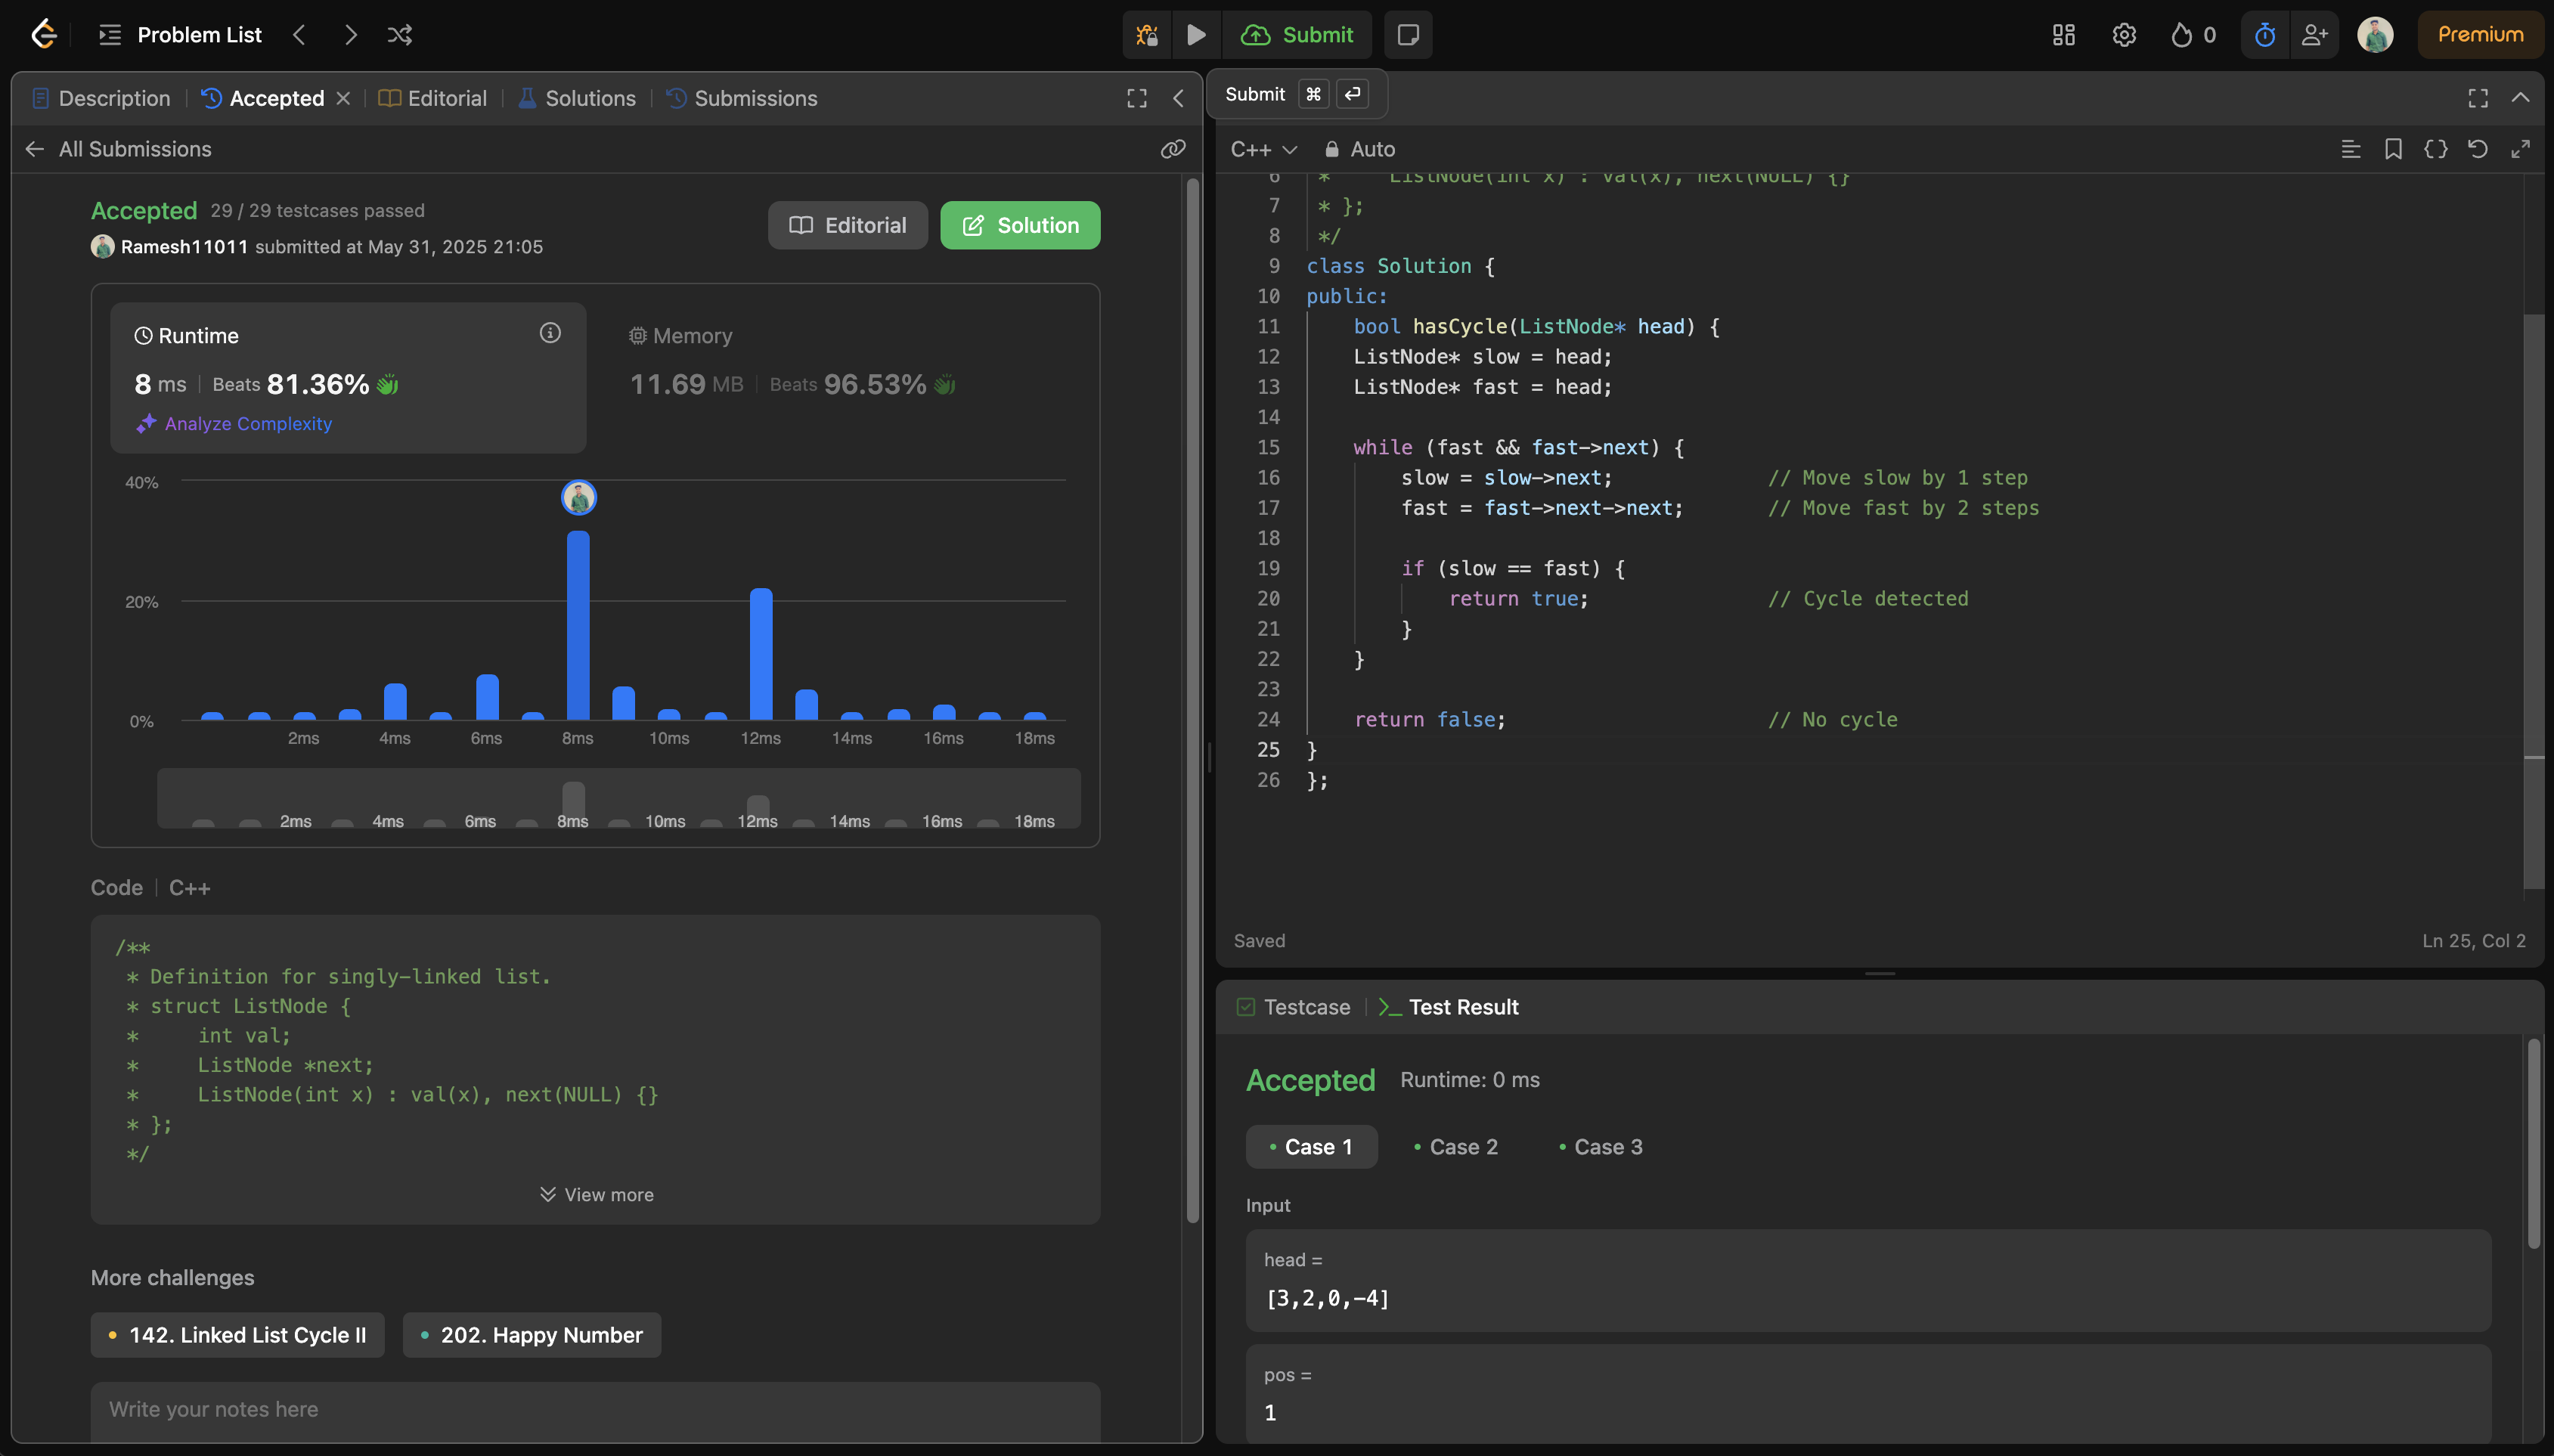 Problem List
Submit
0
Premium
Description
Accepted
Editorial
Solutions
Submissions
All Submissions
Accepted 29 / 29 testcases passed
Ramesh11011 submitted at May 31, 2025 21:05
Editorial
Solution
Runtime
8 ms
Beats 81.36%
Analyze Complexity
Memory
11.69 MB
Beats 96.53%
40%
20%
0%
2ms 4ms 6ms 8ms 10ms 12ms 14ms 16ms 18ms
2ms 4ms 6ms 8ms 10ms 12ms 14ms 16ms 18ms
Code C++
/**
* Definition for singly-linked list.
* struct ListNode {
*     int val;
*     ListNode *next;
*     ListNode(int x) : val(x), next(NULL) {}
* };
*/
View more
More challenges
142. Linked List Cycle II
202. Happy Number
Write your notes here
Submit ⌘ ↵
C++
Auto
6 *     ListNode(int x) : val(x), next(NULL) {}
7 * };
8 */
9 class Solution {
10 public:
11     bool hasCycle(ListNode* head) {
12     ListNode* slow = head;
13     ListNode* fast = head;
14
15     while (fast && fast->next) {
16         slow = slow->next;             // Move slow by 1 step
17         fast = fast->next->next;       // Move fast by 2 steps
18
19         if (slow == fast) {
20             return true;               // Cycle detected
21         }
22     }
23
24     return false;                      // No cycle
25 }
26 };
Saved
Ln 25, Col 2
Testcase
Test Result
Accepted Runtime: 0 ms
Case 1
Case 2
Case 3
Input
head =
[3,2,0,-4]
pos =
1